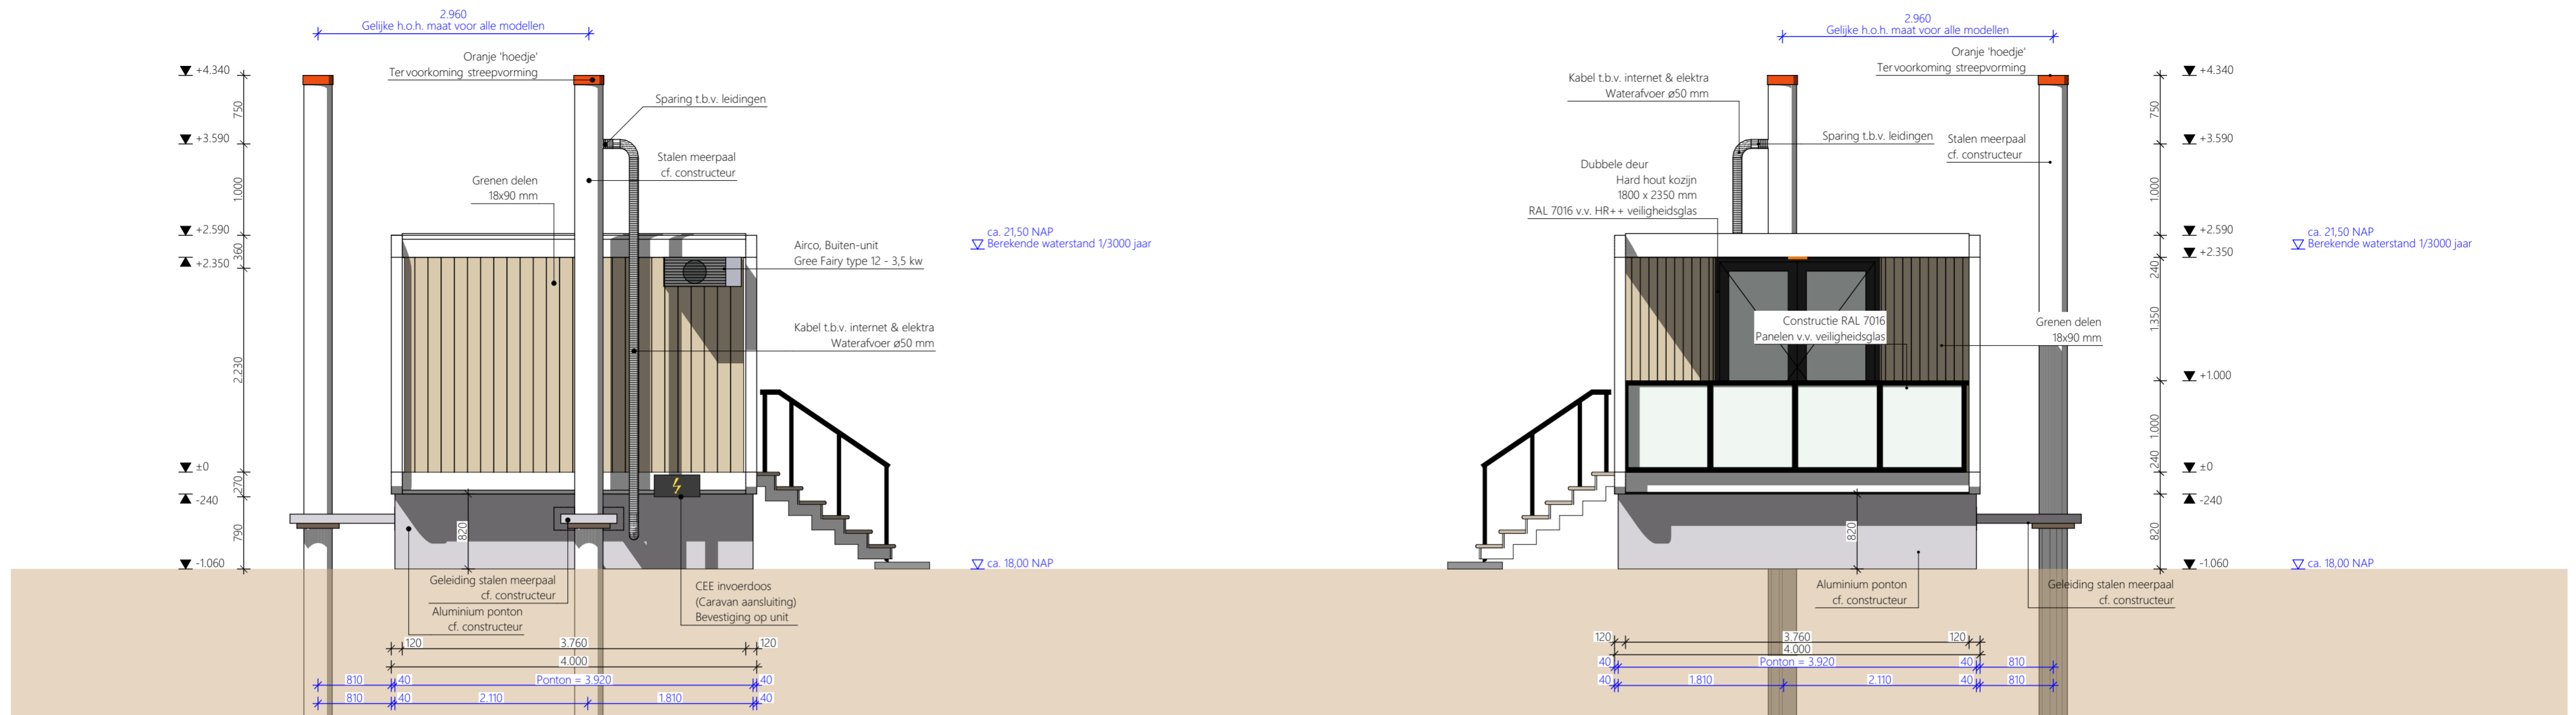 2.960
Gelijke h.o.h. maat voor alle modellen
Oranje 'hoedje'
Ter voorkoming streepvorming
+4.340
750
Sparing t.b.v. leidingen
+3.590
Stalen meerpaal
cf. constructeur
1.000
Grenen delen
18x90 mm
+2.590
360
+2.350
Airco, Buiten-unit
Gree Fairy type 12 - 3,5 kw
ca. 21,50 NAP
Berekende waterstand 1/3000 jaar
Kabel t.b.v. internet & elektra
Waterafvoer ø50 mm
2.230
±0
270
-240
790
820
-1.060
ca. 18,00 NAP
Geleiding stalen meerpaal
cf. constructeur
Aluminium ponton
cf. constructeur
CEE invoerdoos
(Caravan aansluiting)
Bevestiging op unit
120
3.760
120
4.000
810
40
Ponton = 3.920
40
810
40
2.110
1.810
40
2.960
Gelijke h.o.h. maat voor alle modellen
Oranje 'hoedje'
Ter voorkoming streepvorming
Kabel t.b.v. internet & elektra
Waterafvoer ø50 mm
+4.340
750
Sparing t.b.v. leidingen
Stalen meerpaal
cf. constructeur
+3.590
Dubbele deur
Hard hout kozijn
1800 x 2350 mm
RAL 7016 v.v. HR++ veiligheidsglas
1.000
+2.590
+2.350
240
ca. 21,50 NAP
Berekende waterstand 1/3000 jaar
Constructie RAL 7016
Panelen v.v. veiligheidsglas
Grenen delen
18x90 mm
1.350
+1.000
1.000
±0
240
-240
820
820
-1.060
ca. 18,00 NAP
Aluminium ponton
cf. constructeur
Geleiding stalen meerpaal
cf. constructeur
120
3.760
120
4.000
40
Ponton = 3.920
40
810
40
1.810
2.110
40
810